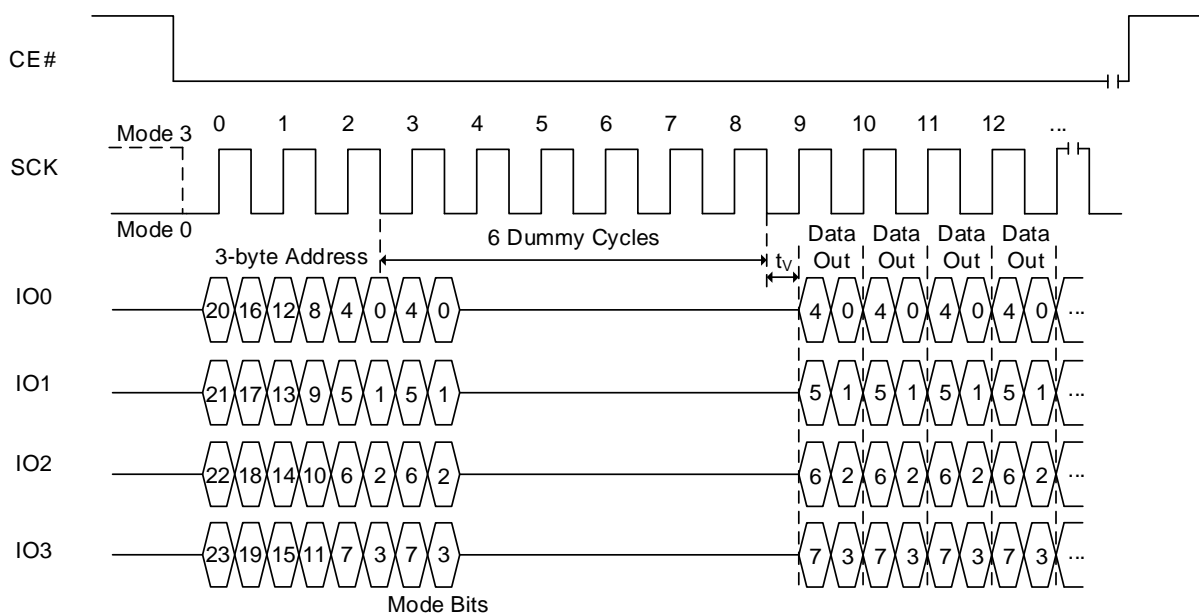 CE#
0 1 2 3 4 5 6 7 8 9 10 11 12 ...
Mode 3
SCK
Mode 0
6 Dummy Cycles
Data Data Data Data
3-byte Address
tV
Out Out Out Out
IO0 20 16 12 8 4 0 4 0 4 0 4 0 4 0 4 0 ...
IO1 21 17 13 9 5 1 5 1 5 1 5 1 5 1 5 1 ...
IO2 22 18 14 10 6 2 6 2 6 2 6 2 6 2 6 2 ...
IO3 23 19 15 11 7 3 7 3 7 3 7 3 7 3 7 3 ...
Mode Bits